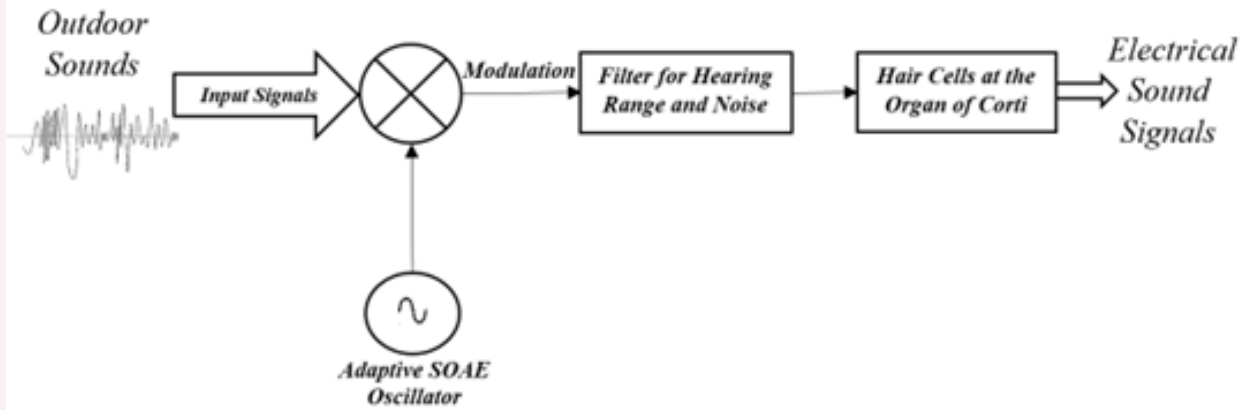 Outdoor
Sounds
Input Signals
Modulation
Filter for Hearing
Range and Noise
Hair Cells at the
Organ of Corti
Electrical
Sound
Signals
Adaptive SOAE
Oscillator